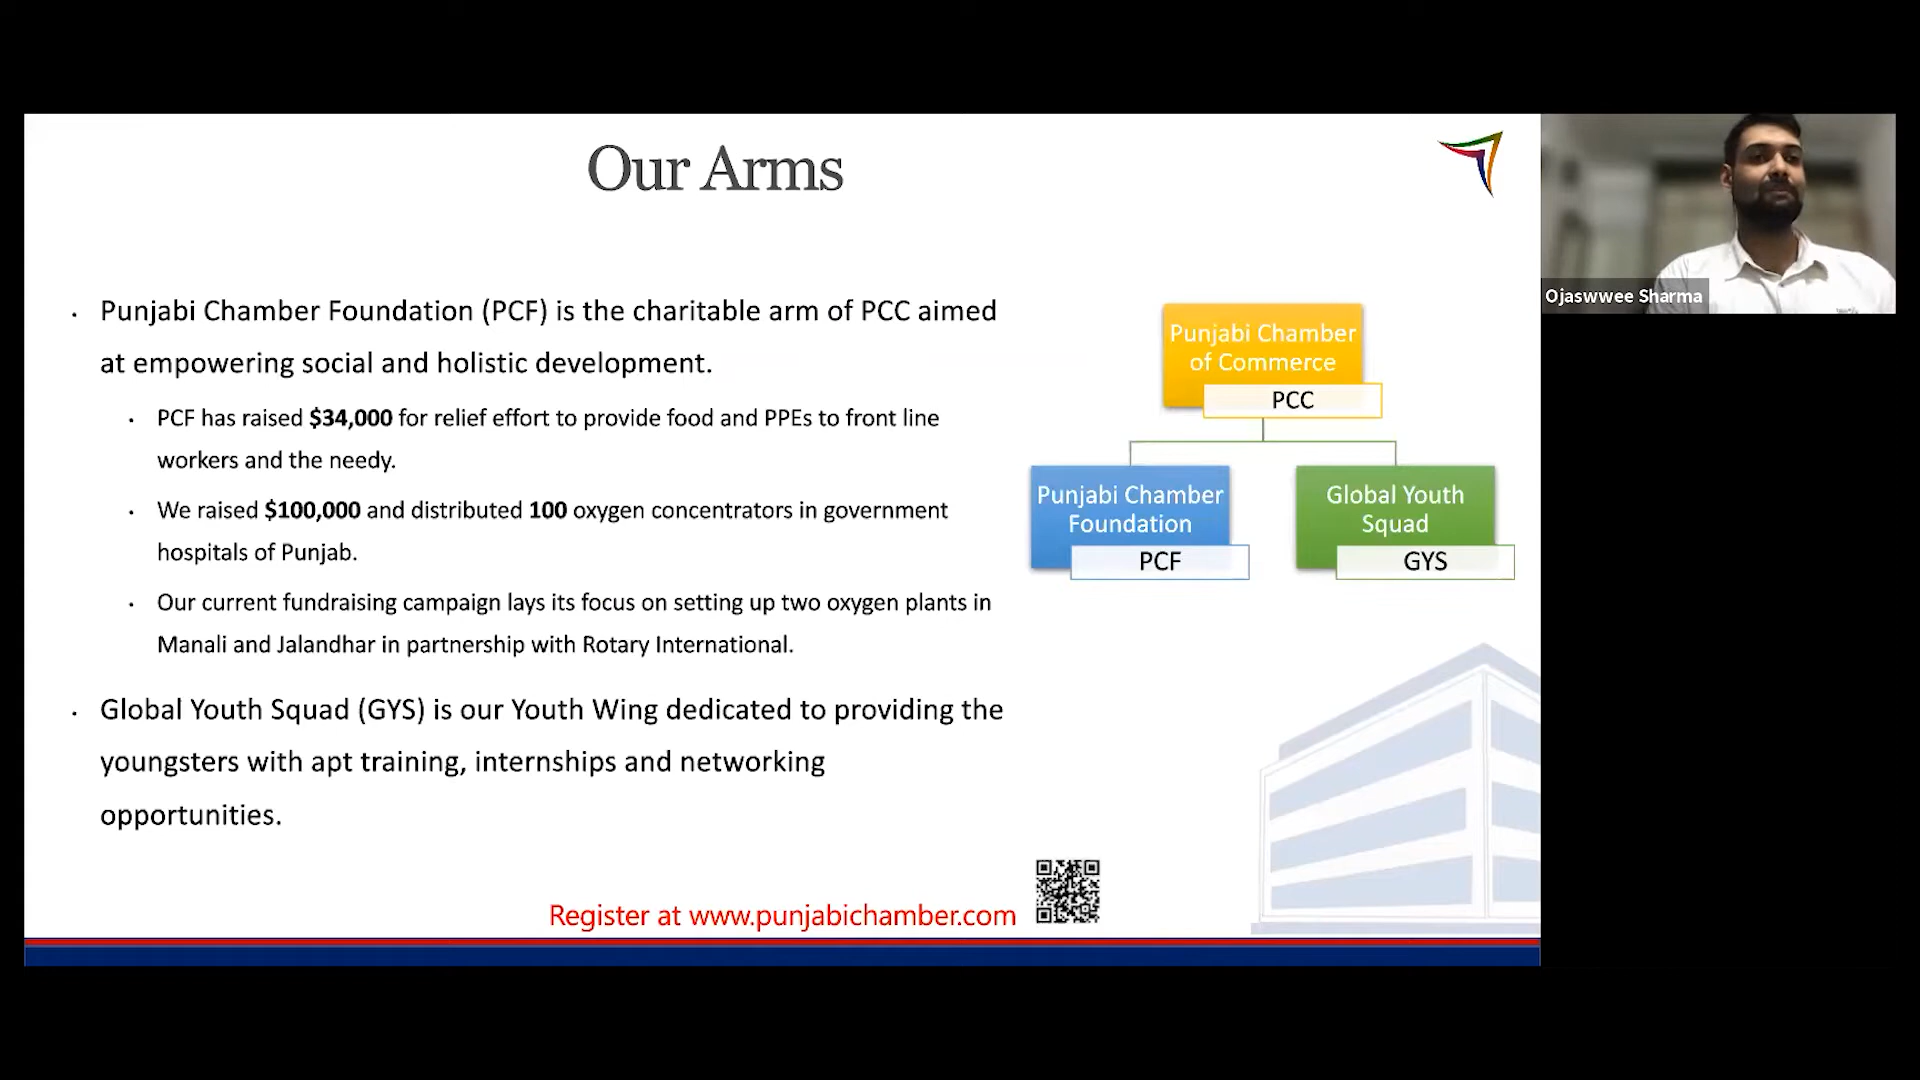 Our Arms
Punjabi Chamber Foundation (PCF) is the charitable arm of PCC aimed
at empowering social and holistic development.
PCF has raised $34,000 for relief effort to provide food and PPEs to front line
workers and the needy.
We raised $100,000 and distributed 100 oxygen concentrators in government
hospitals of Punjab.
Our current fundraising campaign lays its focus on setting up two oxygen plants in
Manali and Jalandhar in partnership with Rotary International.
Global Youth Squad (GYS) is our Youth Wing dedicated to providing the
youngsters with apt training, internships and networking
opportunities.
Punjabi Chamber
of Commerce
PCC
Punjabi Chamber
Foundation
PCF
Global Youth
Squad
GYS
Register at www.punjabichamber.com
Ojaswwee Sharma